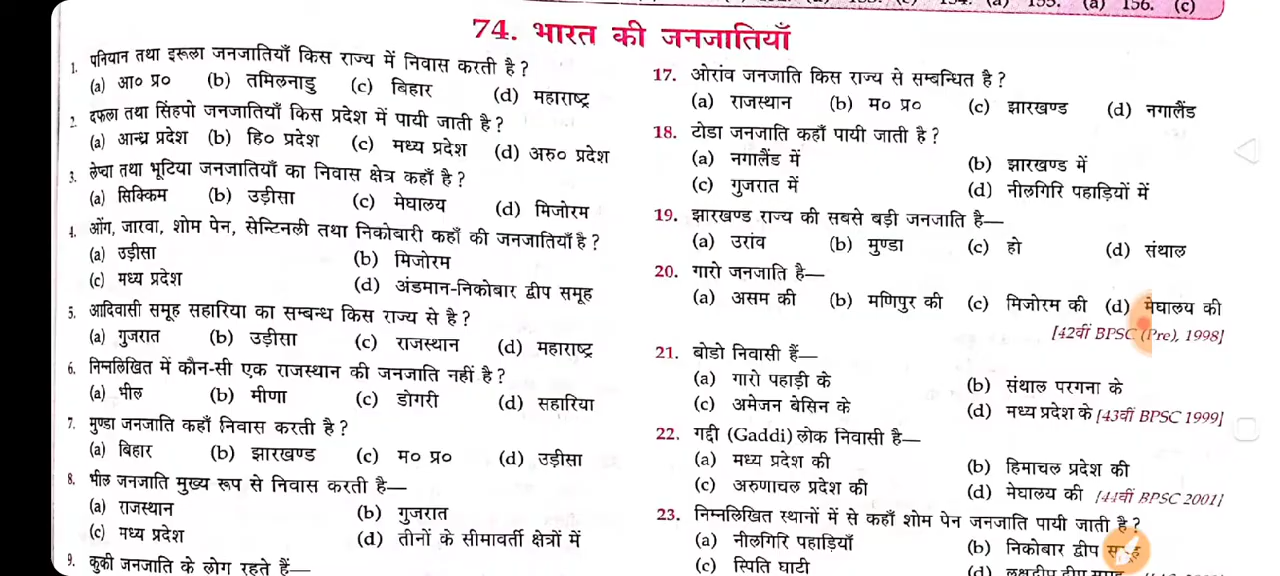 154. (a) 155. (a) 156. (c)
74. भारत की जनजातियाँ
1. पनियान तथा इरूला जनजातियाँ किस राज्य में निवास करती है ?
(a) आ० प्र० (b) तमिलनाडु (c) बिहार (d) महाराष्ट्र
2. दफला तथा सिंहपो जनजातियाँ किस प्रदेश में पायी जाती है ?
(a) आन्ध्र प्रदेश (b) हि० प्रदेश (c) मध्य प्रदेश (d) अरु० प्रदेश
3. लेप्चा तथा भूटिया जनजातियाँ का निवास क्षेत्र कहाँ है ?
(a) सिक्किम (b) उड़ीसा (c) मेघालय (d) मिजोरम
4. ओंग, जारवा, शोम पेन, सेन्टिनली तथा निकोबारी कहाँ की जनजातियाँ है ?
(a) उड़ीसा (b) मिजोरम
(c) मध्य प्रदेश (d) अंडमान-निकोबार द्वीप समूह
5. आदिवासी समूह सहारिया का सम्बन्ध किस राज्य से है ?
(a) गुजरात (b) उड़ीसा (c) राजस्थान (d) महाराष्ट्र
6. निम्नलिखित में कौन-सी एक राजस्थान की जनजाति नहीं है ?
(a) भील (b) मीणा (c) डोगरी (d) सहारिया
7. मुण्डा जनजाति कहाँ निवास करती है ?
(a) बिहार (b) झारखण्ड (c) म० प्र० (d) उड़ीसा
8. भील जनजाति मुख्य रूप से निवास करती है—
(a) राजस्थान (b) गुजरात
(c) मध्य प्रदेश (d) तीनों के सीमावर्ती क्षेत्रों में
9. कुकी जनजाति के लोग रहते हैं—
17. ओरांव जनजाति किस राज्य से सम्बन्धित है ?
(a) राजस्थान (b) म० प्र० (c) झारखण्ड (d) नगालैंड
18. टोडा जनजाति कहाँ पायी जाती है ?
(a) नगालैंड में (b) झारखण्ड में
(c) गुजरात में (d) नीलगिरि पहाड़ियों में
19. झारखण्ड राज्य की सबसे बड़ी जनजाति है—
(a) उरांव (b) मुण्डा (c) हो (d) संथाल
20. गारो जनजाति है—
(a) असम की (b) मणिपुर की (c) मिजोरम की (d) मेघालय की
[42वीं BPSC (Pre), 1998]
21. बोडो निवासी हैं—
(a) गारो पहाड़ी के (b) संथाल परगना के
(c) अमेजन बेसिन के (d) मध्य प्रदेश के [43वीं BPSC 1999]
22. गद्दी (Gaddi) लोक निवासी है—
(a) मध्य प्रदेश की (b) हिमाचल प्रदेश की
(c) अरुणाचल प्रदेश की (d) मेघालय की [44वीं BPSC 2001]
23. निम्नलिखित स्थानों में से कहाँ शोम पेन जनजाति पायी जाती है ?
(a) नीलगिरि पहाड़ियाँ (b) निकोबार द्वीप समूह
(c) स्पिति घाटी